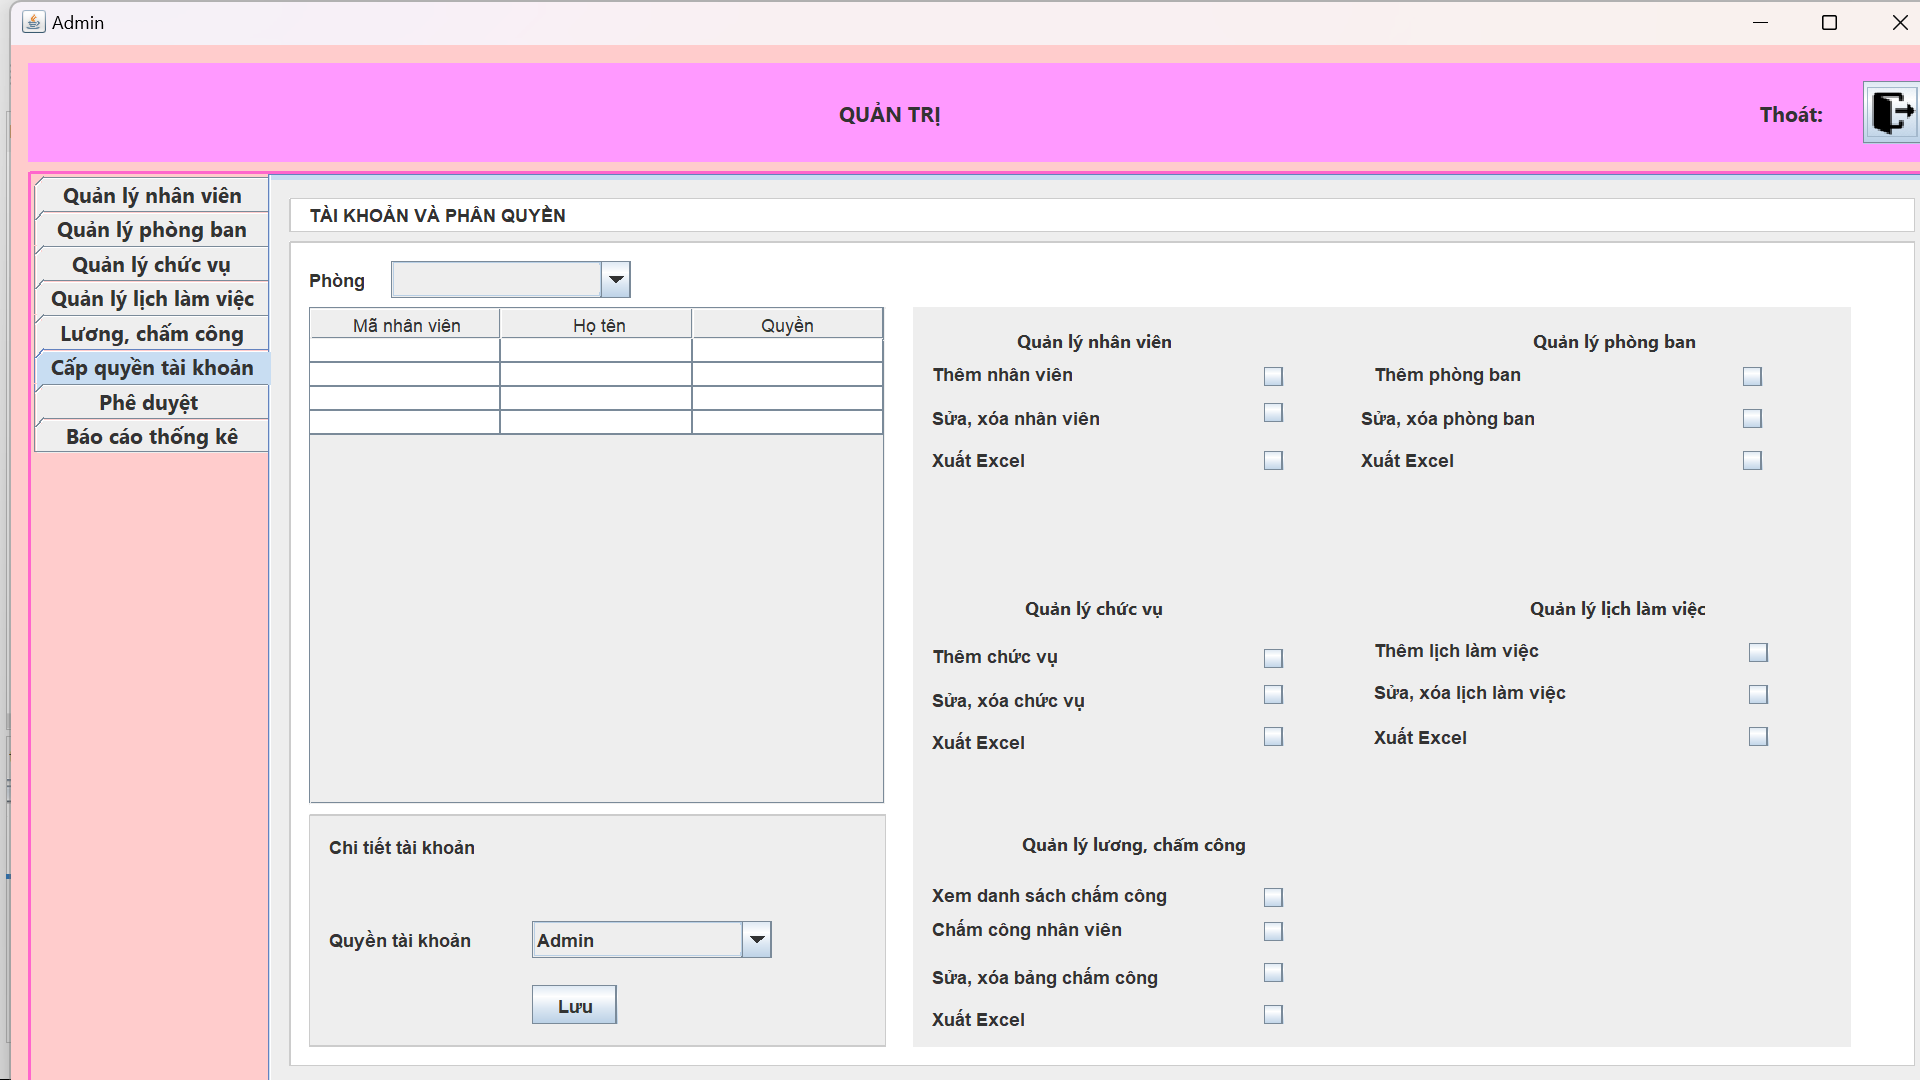 Admin
QUẢN TRỊ
Thoát:
Quản lý nhân viên
Quản lý phòng ban
Quản lý chức vụ
Quản lý lịch làm việc
Lương, chấm công
Cấp quyền tài khoản
Phê duyệt
Báo cáo thống kê
TÀI KHOẢN VÀ PHÂN QUYỀN
Phòng
Mã nhân viên Họ tên Quyền
Chi tiết tài khoản
Quyền tài khoản Admin
Lưu
Quản lý nhân viên
Thêm nhân viên
Sửa, xóa nhân viên
Xuất Excel
Quản lý phòng ban
Thêm phòng ban
Sửa, xóa phòng ban
Xuất Excel
Quản lý chức vụ
Thêm chức vụ
Sửa, xóa chức vụ
Xuất Excel
Quản lý lịch làm việc
Thêm lịch làm việc
Sửa, xóa lịch làm việc
Xuất Excel
Quản lý lương, chấm công
Xem danh sách chấm công
Chấm công nhân viên
Sửa, xóa bảng chấm công
Xuất Excel